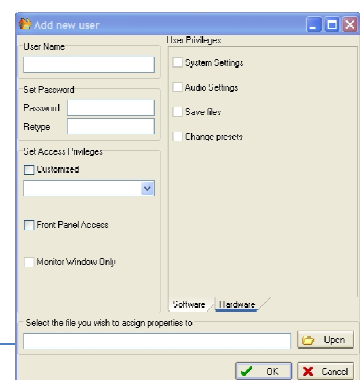 Add new user
User Name
Set Password
Password
Retype
Set Access Privileges
Customized
Front Panel Access
Monitor Window Only
User Privileges
System Settings
Audio Settings
Save files
Change presets
Software Hardware
Select the file you wish to assign properties to
Open
OK Cancel